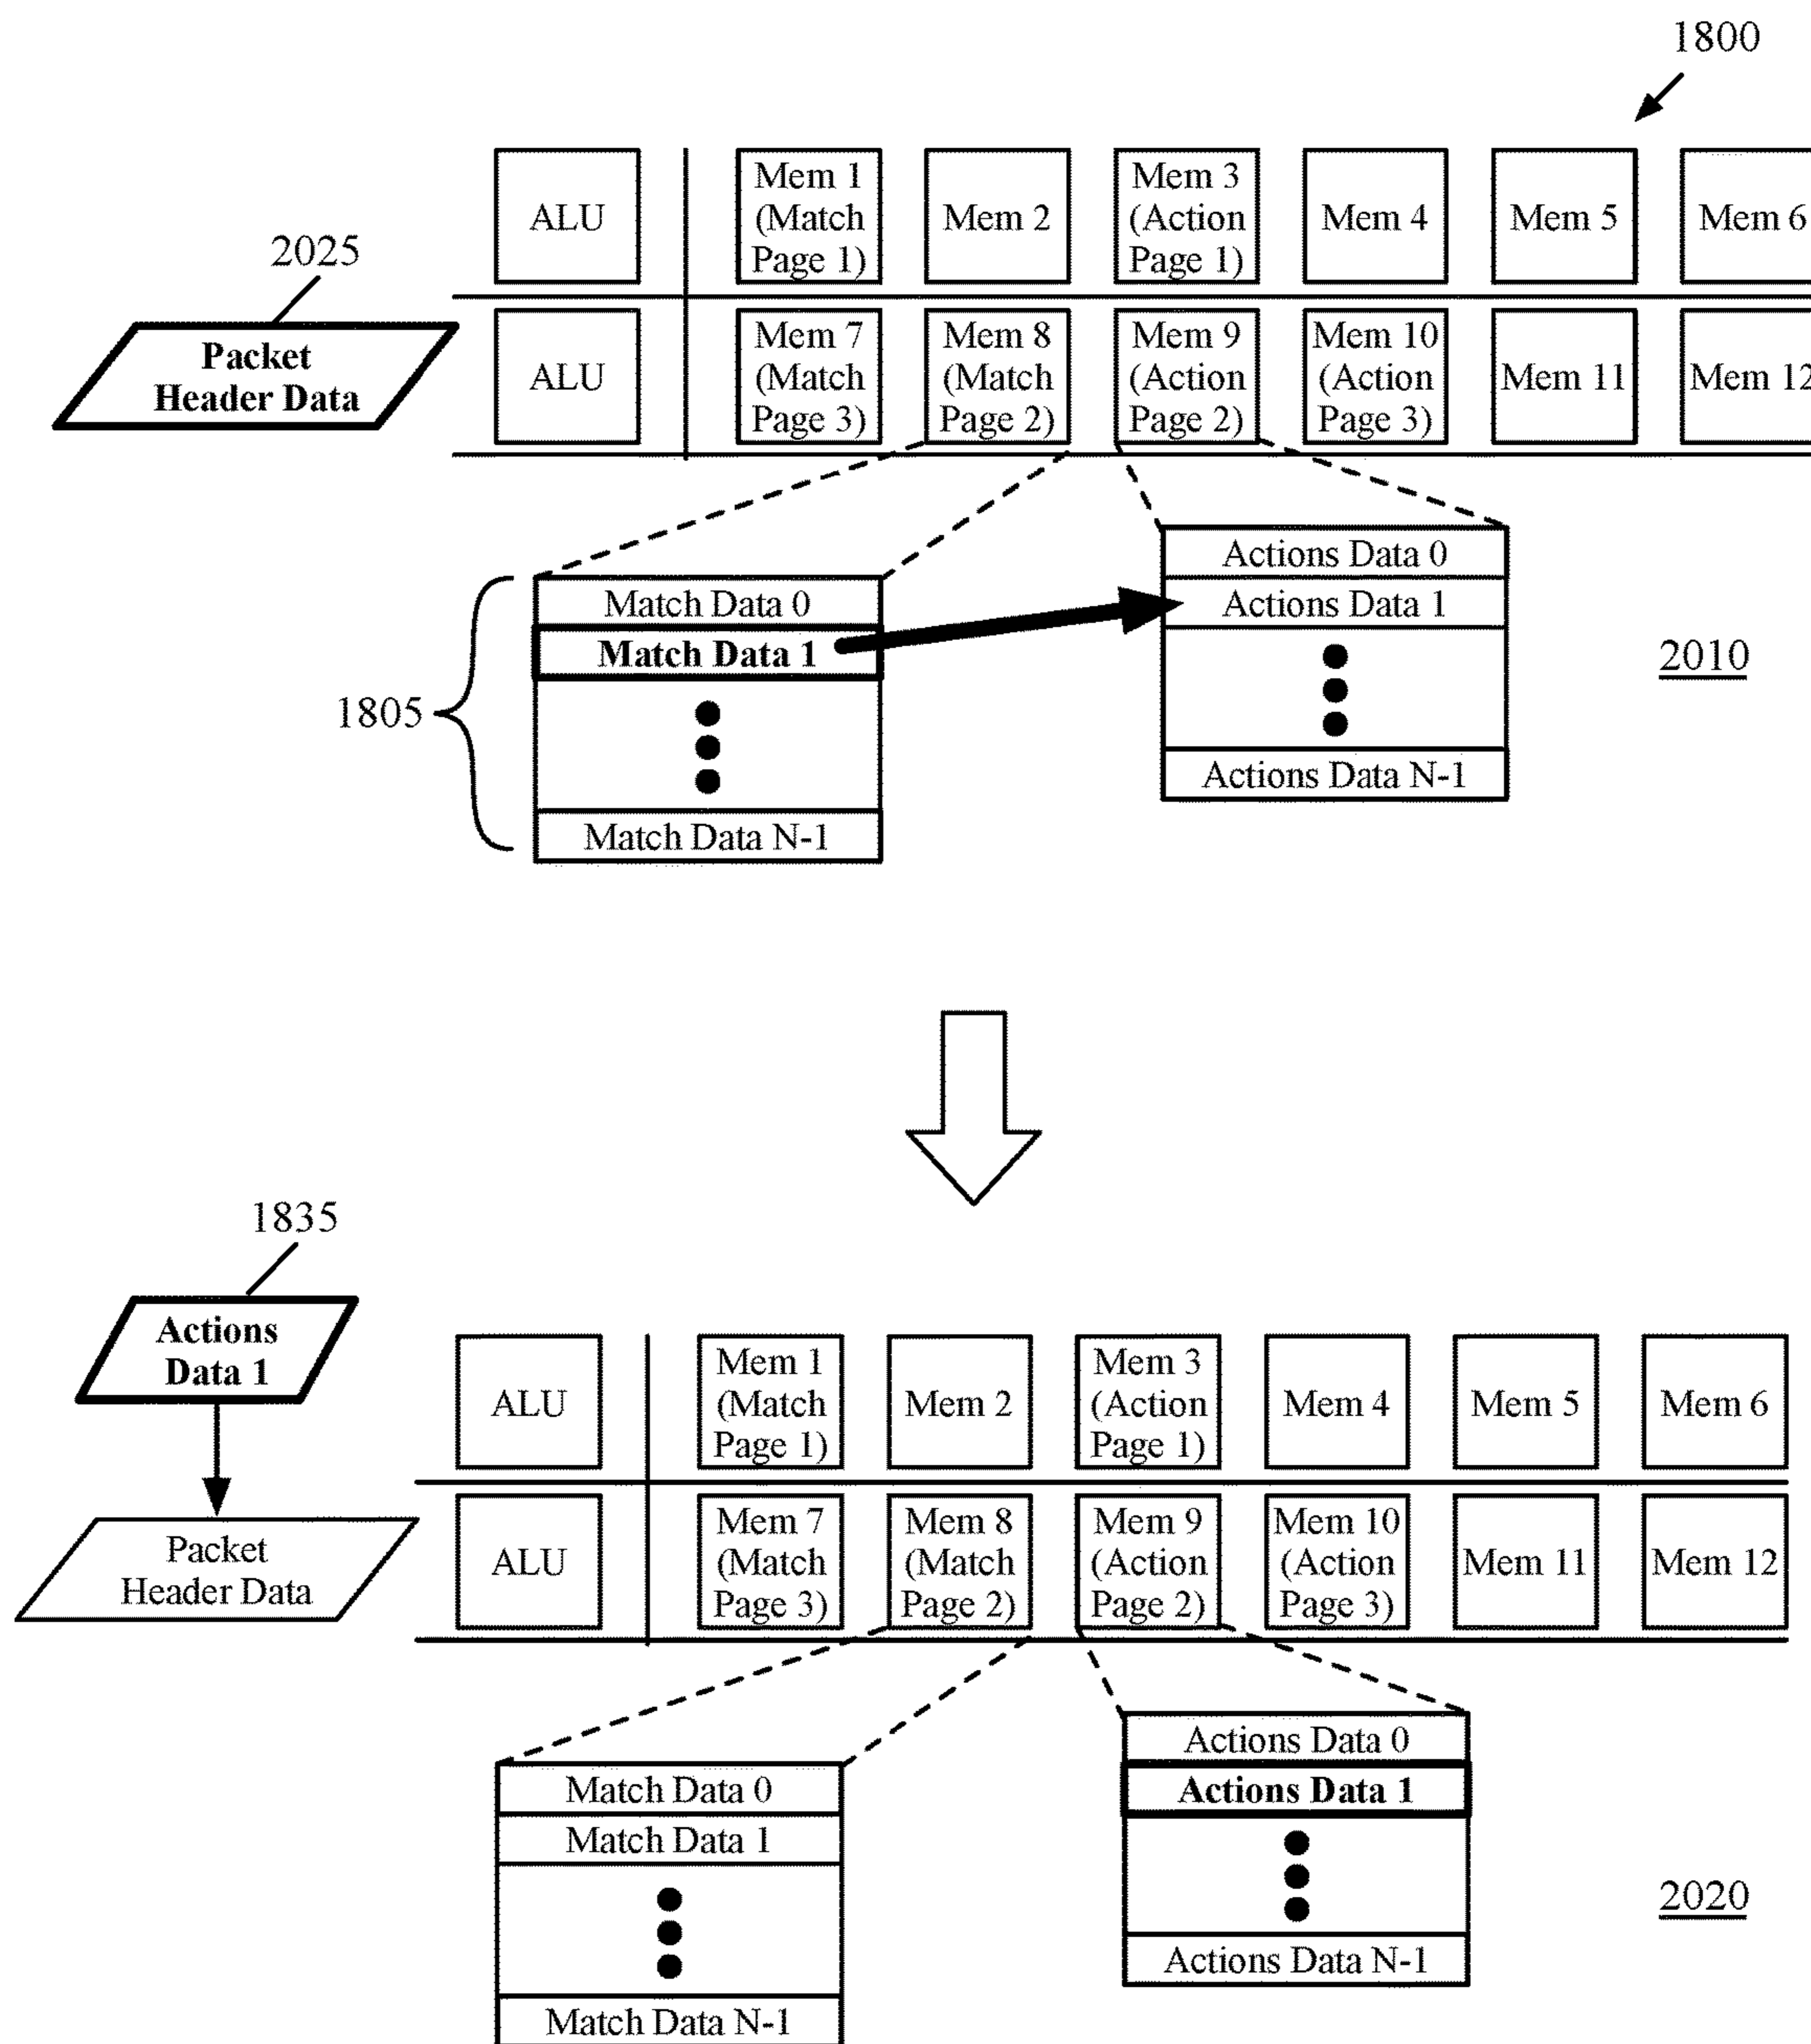 1800
2025
Packet
Header Data
ALU
Mem 1
(Match
Page 1)
Mem 2
Mem 3
(Action
Page 1)
Mem 4
Mem 5
Mem 6
ALU
Mem 7
(Match
Page 3)
Mem 8
(Match
Page 2)
Mem 9
(Action
Page 2)
Mem 10
(Action
Page 3)
Mem 11
Mem 12
1805
Match Data 0
Match Data 1
Match Data N-1
Actions Data 0
Actions Data 1
Actions Data N-1
2010
1835
Actions
Data 1
Packet
Header Data
ALU
Mem 1
(Match
Page 1)
Mem 2
Mem 3
(Action
Page 1)
Mem 4
Mem 5
Mem 6
ALU
Mem 7
(Match
Page 3)
Mem 8
(Match
Page 2)
Mem 9
(Action
Page 2)
Mem 10
(Action
Page 3)
Mem 11
Mem 12
Match Data 0
Match Data 1
Match Data N-1
Actions Data 0
Actions Data 1
Actions Data N-1
2020